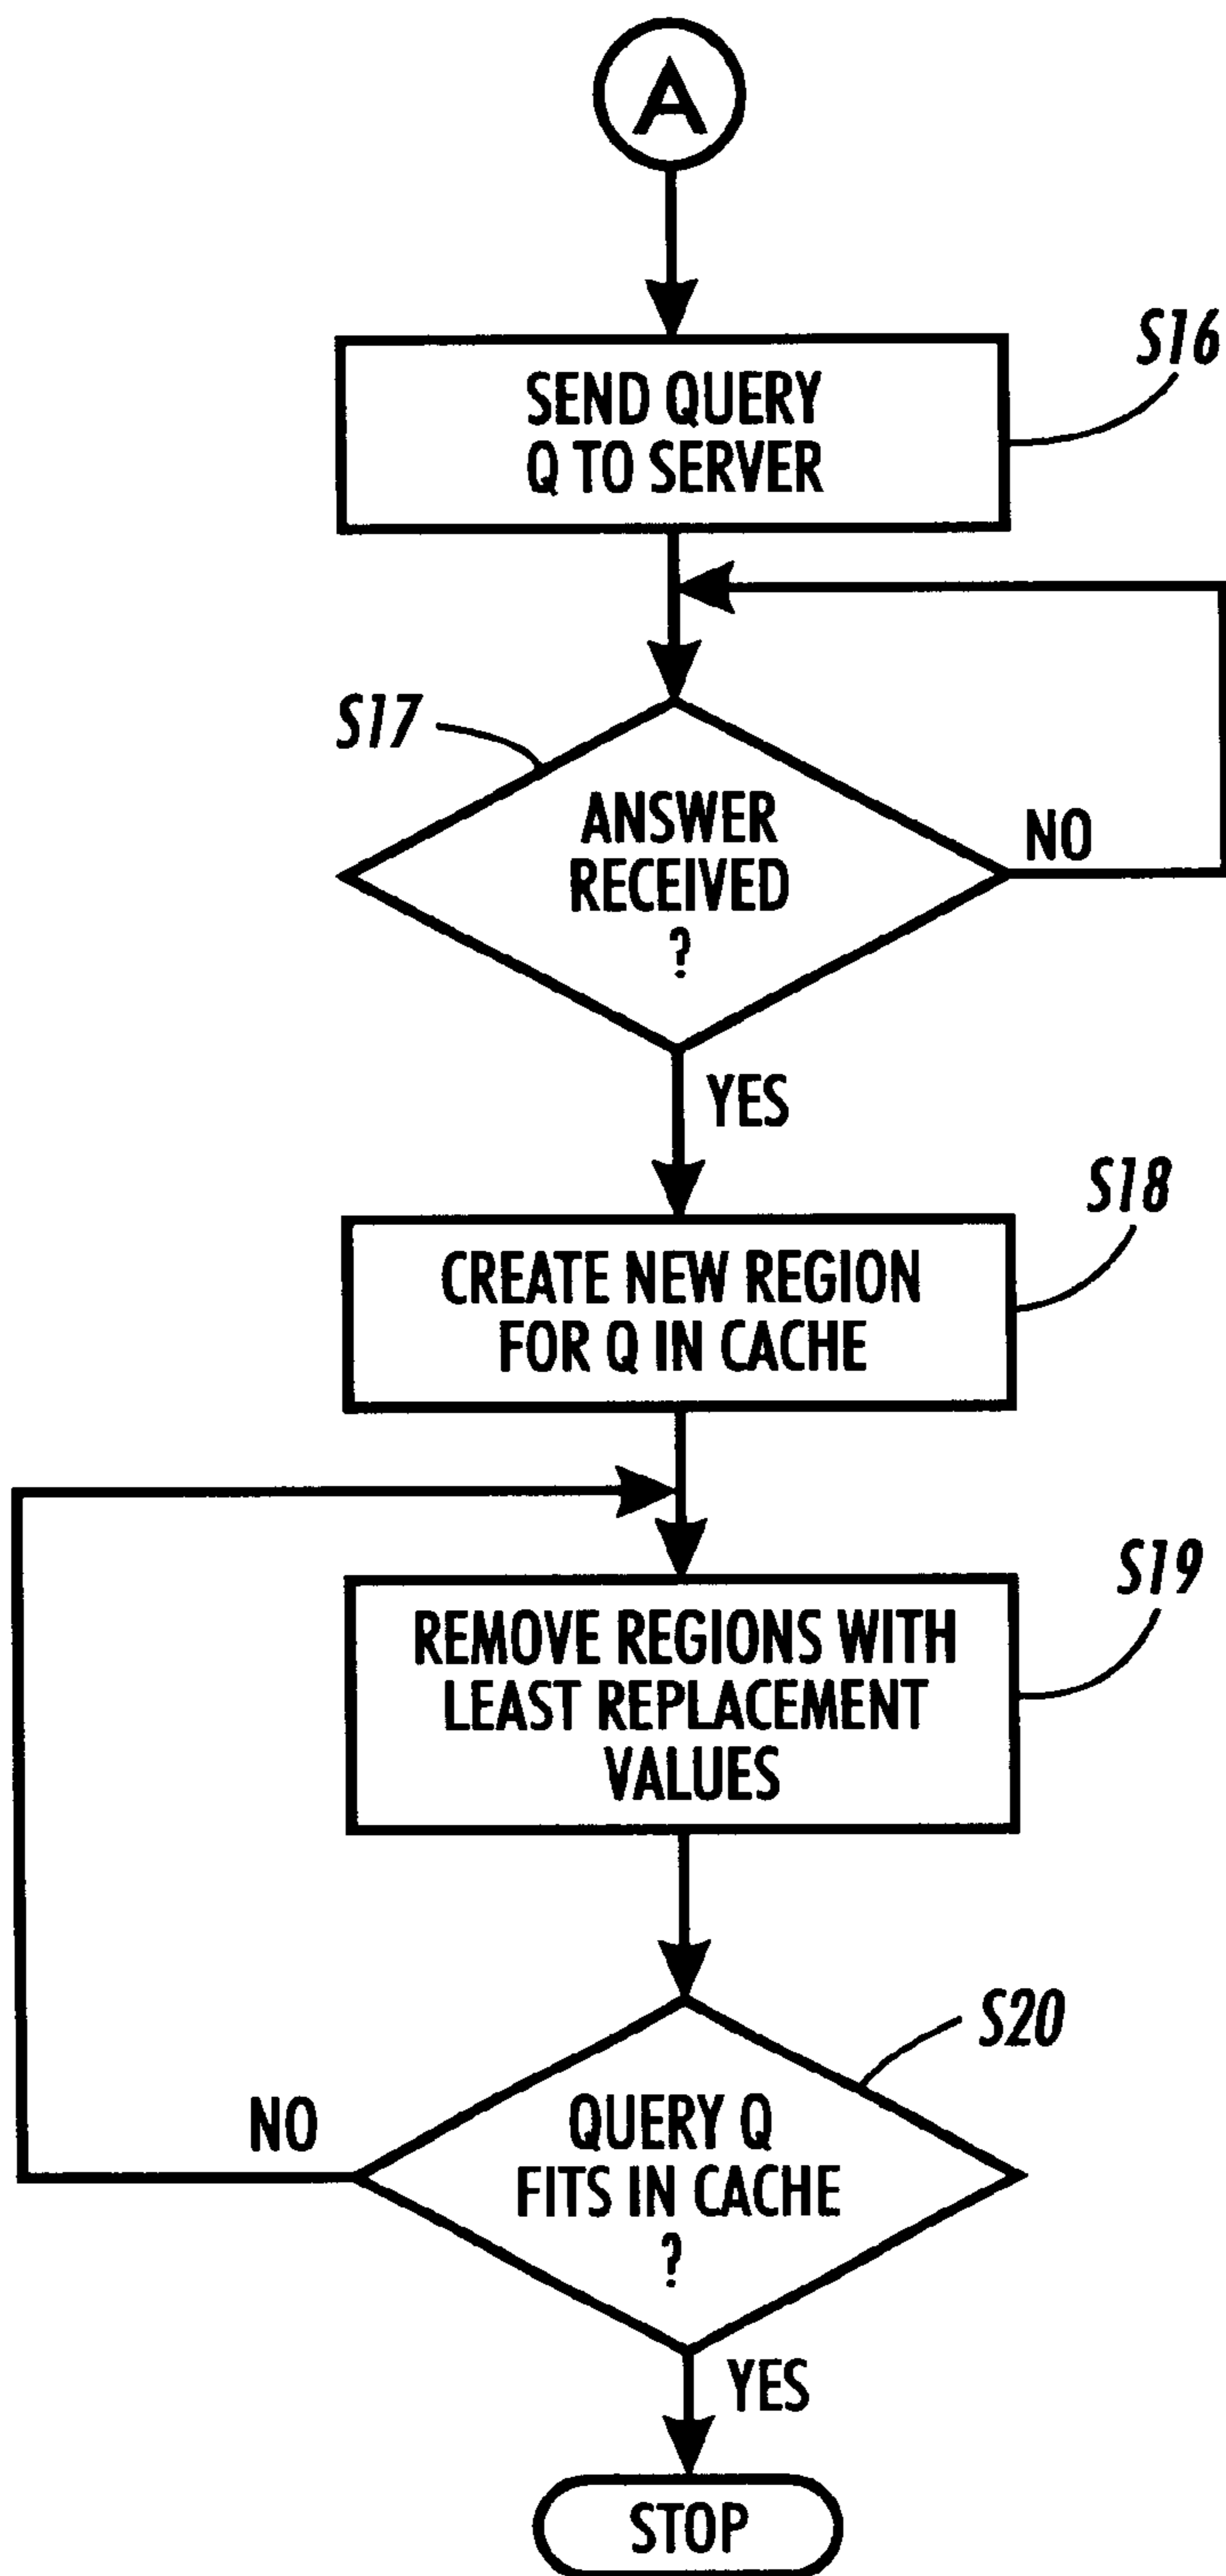 A
S16
SEND QUERY
Q TO SERVER
S17
ANSWER
RECEIVED
?
NO
YES
S18
CREATE NEW REGION
FOR Q IN CACHE
S19
REMOVE REGIONS WITH
LEAST REPLACEMENT
VALUES
S20
QUERY Q
FITS IN CACHE
?
NO
YES
STOP